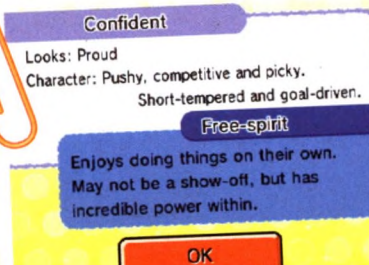 Confident
Looks: Proud
Character: Pushy, competitive and picky.
Short-tempered and goal-driven.
Free-spirit
Enjoys doing things on their own.
May not be a show-off, but has
incredible power within.
OK